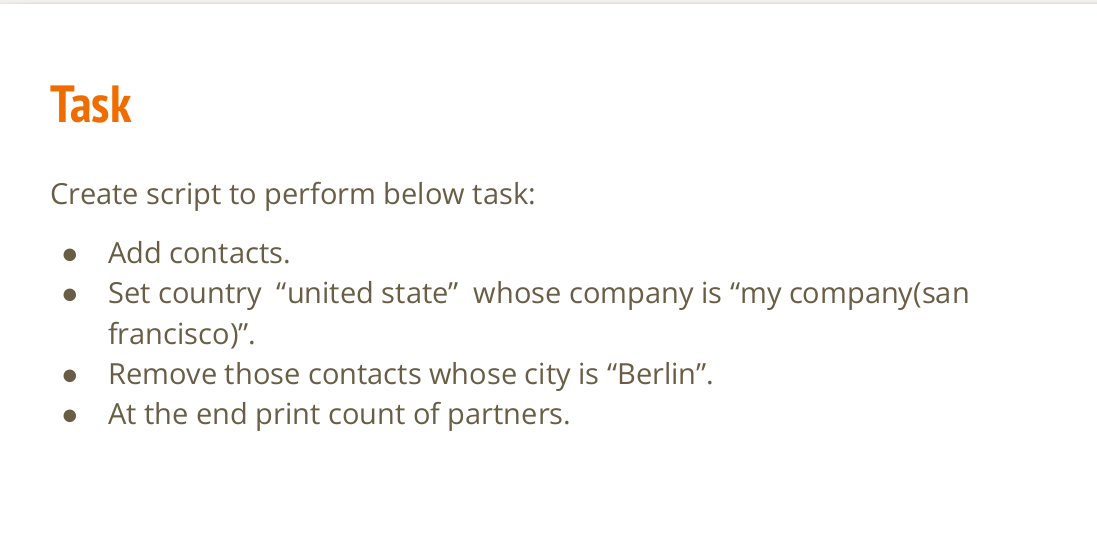 Task
Create script to perform below task:
● Add contacts.
● Set country “united state” whose company is “my company(san
francisco)”.
● Remove those contacts whose city is “Berlin”.
● At the end print count of partners.